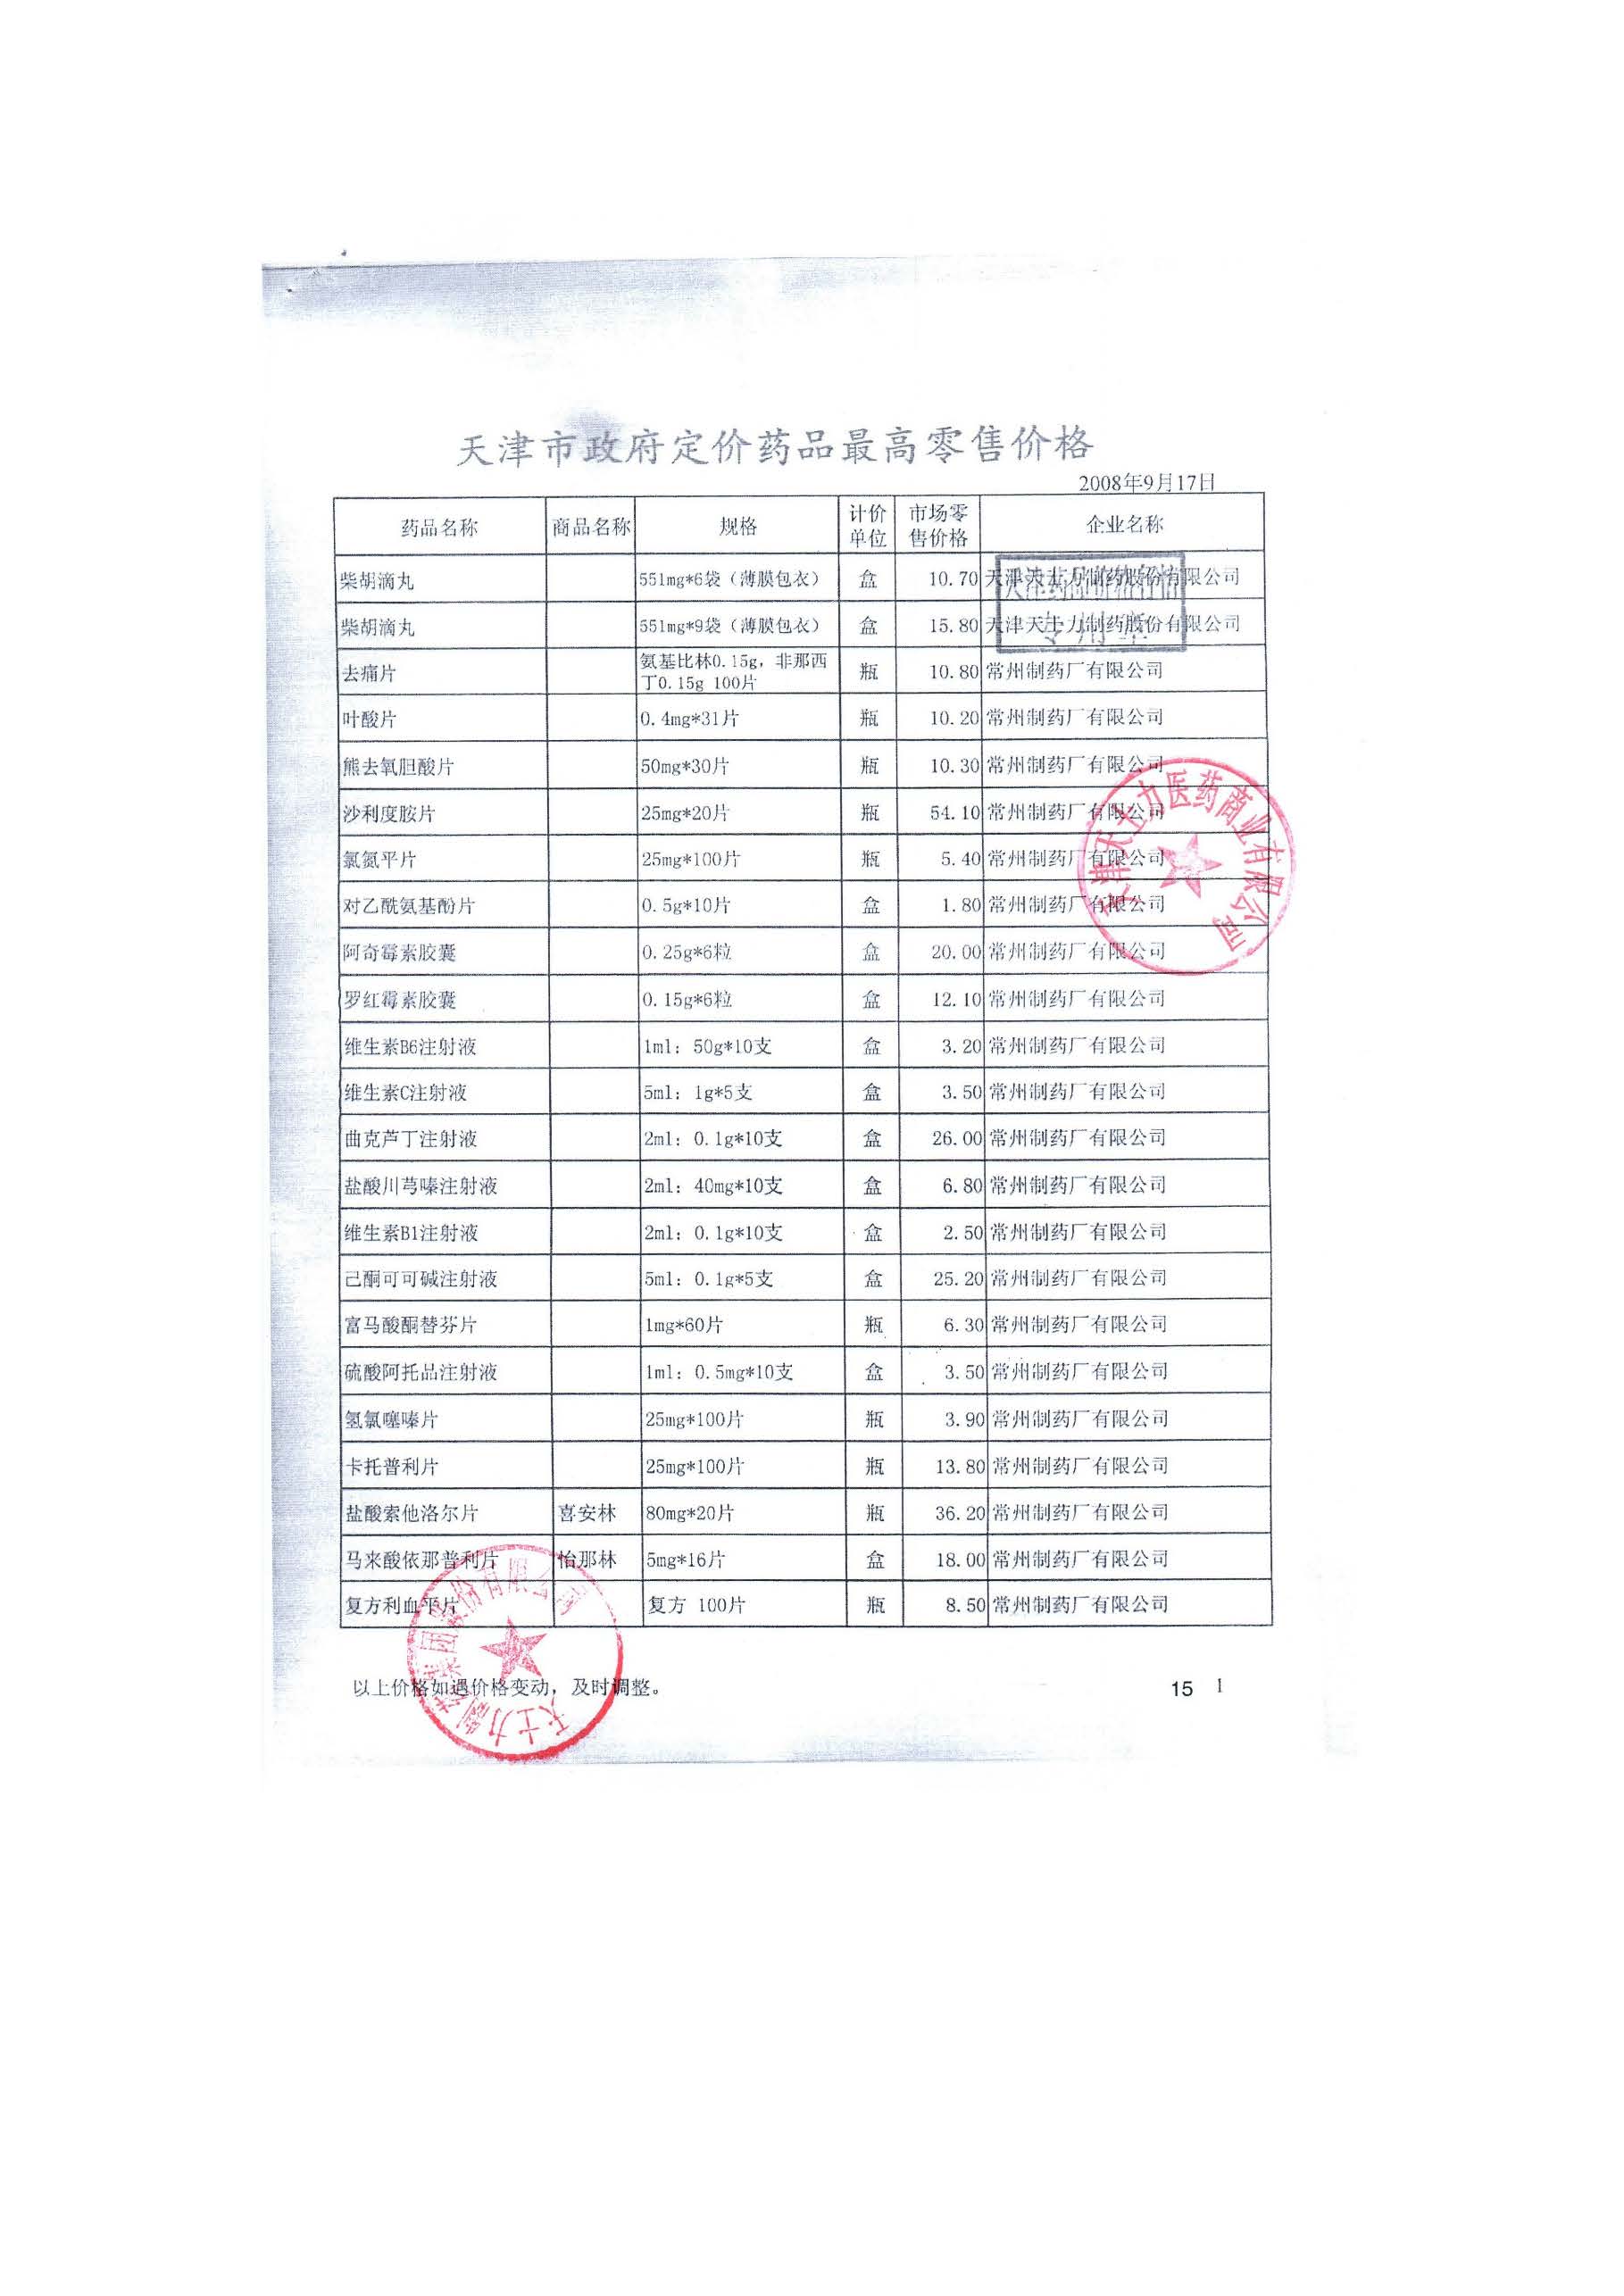 天津市政府定价药品最高零售价格
2008年9月17日
药品名称 商品名称 规格 计价单位 市场零售价格 企业名称
柴胡滴丸 551mg*6袋（薄膜包衣） 盒 10.70 天津天士力制药股份有限公司
柴胡滴丸 551mg*9袋（薄膜包衣） 盒 15.80 天津天士力制药股份有限公司
去痛片 氨基比林0.15g，非那西丁0.15g 100片 瓶 10.80 常州制药厂有限公司
叶酸片 0.4mg*31片 瓶 10.20 常州制药厂有限公司
熊去氧胆酸片 50mg*30片 瓶 10.30 常州制药厂有限公司
沙利度胺片 25mg*20片 瓶 54.10 常州制药厂有限公司
氯氮平片 25mg*100片 瓶 5.40 常州制药厂有限公司
对乙酰氨基酚片 0.5g*10片 盒 1.80 常州制药厂有限公司
阿奇霉素胶囊 0.25g*6粒 盒 20.00 常州制药厂有限公司
罗红霉素胶囊 0.15g*6粒 盒 12.10 常州制药厂有限公司
维生素B6注射液 1ml：50g*10支 盒 3.20 常州制药厂有限公司
维生素C注射液 5ml：1g*5支 盒 3.50 常州制药厂有限公司
曲克芦丁注射液 2ml：0.1g*10支 盒 26.00 常州制药厂有限公司
盐酸川芎嗪注射液 2ml：40mg*10支 盒 6.80 常州制药厂有限公司
维生素B1注射液 2ml：0.1g*10支 盒 2.50 常州制药厂有限公司
己酮可可碱注射液 5ml：0.1g*5支 盒 25.20 常州制药厂有限公司
富马酸酮替芬片 1mg*60片 瓶 6.30 常州制药厂有限公司
硫酸阿托品注射液 1ml：0.5mg*10支 盒 3.50 常州制药厂有限公司
氢氯噻嗪片 25mg*100片 瓶 3.90 常州制药厂有限公司
卡托普利片 25mg*100片 瓶 13.80 常州制药厂有限公司
盐酸索他洛尔片 喜安林 80mg*20片 瓶 36.20 常州制药厂有限公司
马来酸依那普利片 怡那林 5mg*16片 盒 18.00 常州制药厂有限公司
复方利血平片 复方 100片 瓶 8.50 常州制药厂有限公司
天津天士力医药商业有限公司
天士力制药集团股份有限公司
以上价格如遇价格变动，及时调整。
15 1